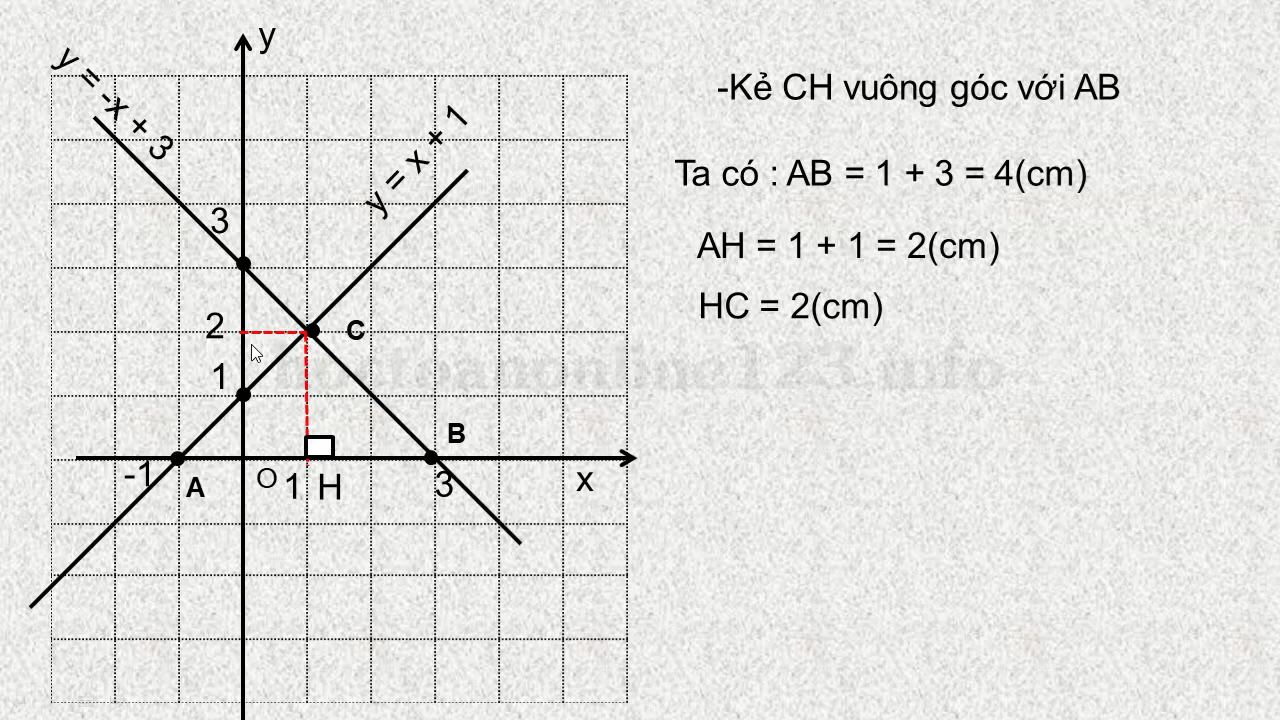 y
y = -x + 3
y = x + 1
3
2
C
1
B
-1
A
O
1
H
3
x
-Kẻ CH vuông góc với AB
Ta có : AB = 1 + 3 = 4(cm)
AH = 1 + 1 = 2(cm)
HC = 2(cm)